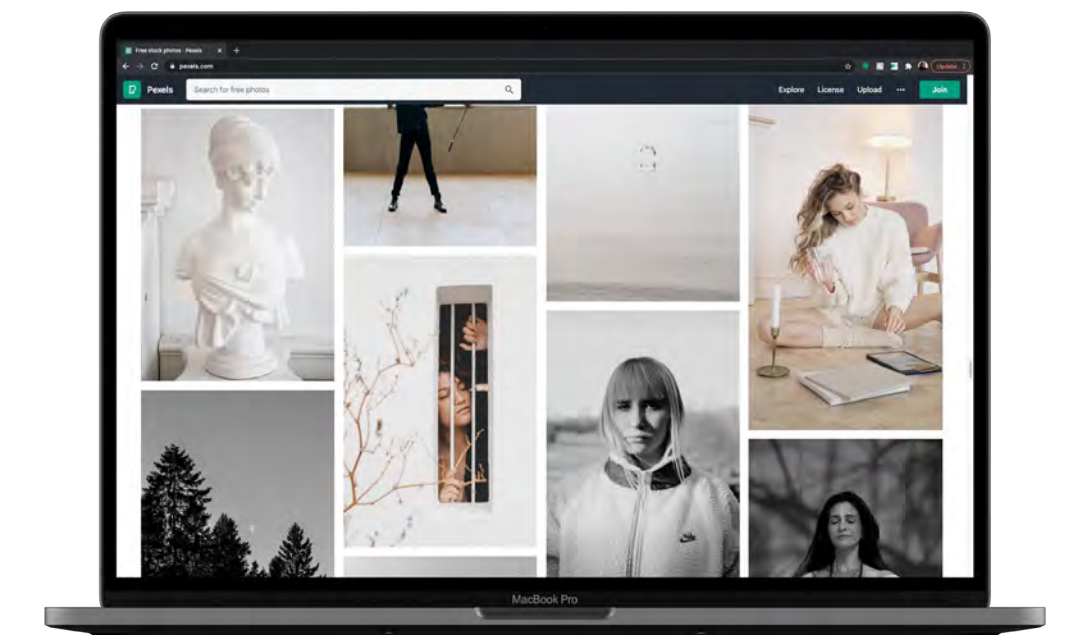 Free stock photos · Pexels
pexels.com
Update
Pexels
Search for free photos
Explore License Upload ··· Join
MacBook Pro